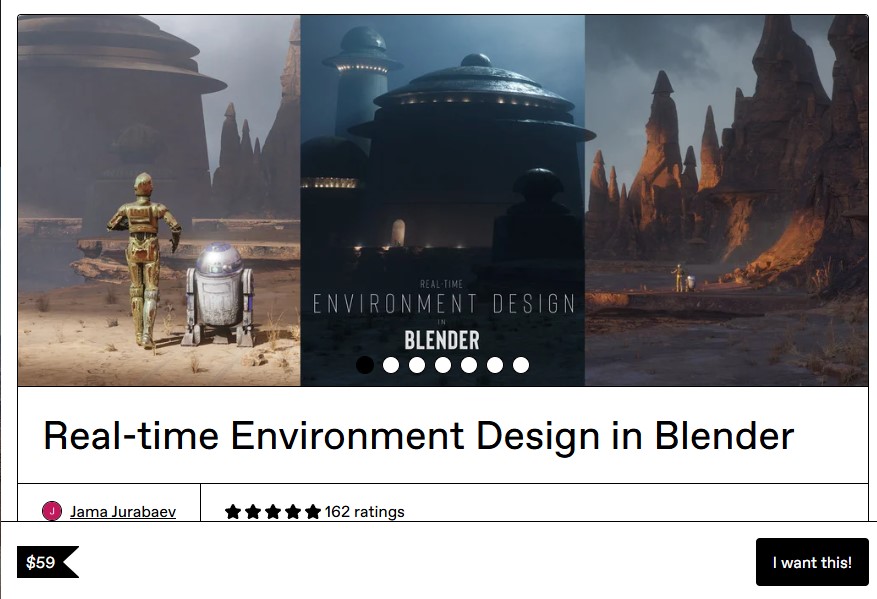 REAL-TIME
ENVIRONMENT DESIGN
IN
BLENDER
Real-time Environment Design in Blender
J Jama Jurabaev
162 ratings
$59
I want this!